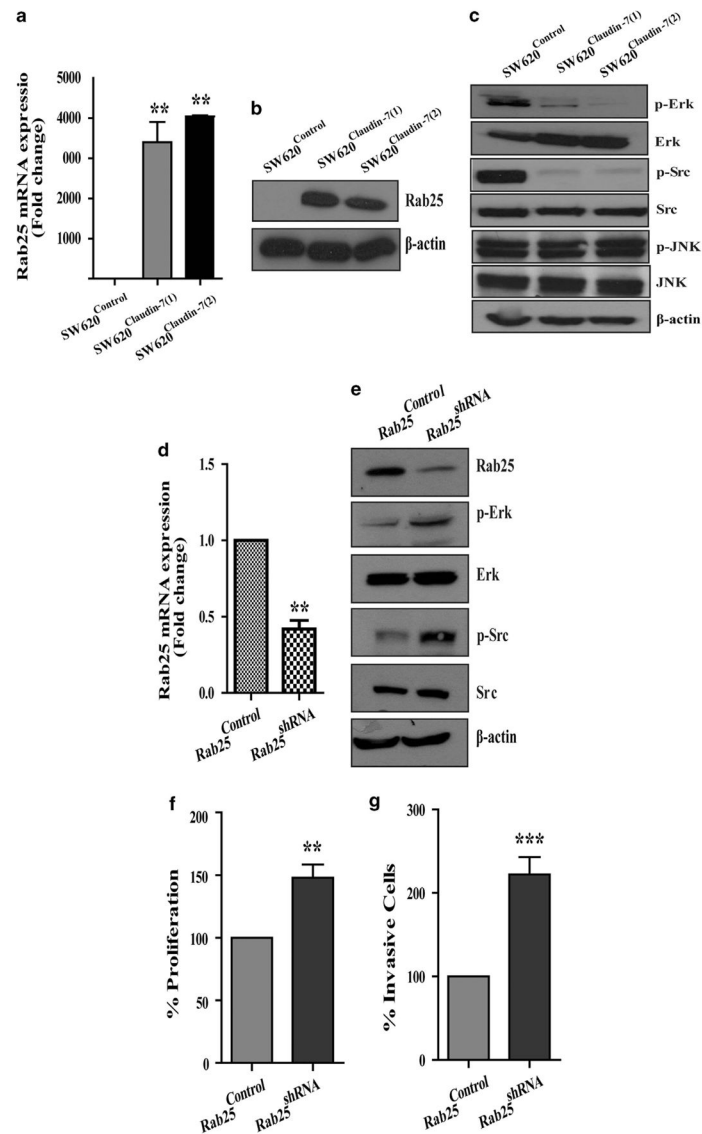 a
Rab25 mRNA expressio
(Fold change)
5000
4000
000
2000
1000
**
**
SW620Control
SW620Claudin-7(1)
SW620Claudin-7(2)
b
SW620Control
SW620Claudin-7(1)
SW620Claudin-7(2)
Rab25
β-actin
c
SW620Control
SW620Claudin-7(1)
SW620Claudin-7(2)
p-Erk
Erk
p-Src
Src
p-JNK
JNK
β-actin
d
Rab25 mRNA expression
(Fold change)
1.5
1.0
0.5
0.0
**
Rab25Control
Rab25shRNA
e
Rab25Control
Rab25shRNA
Rab25
p-Erk
Erk
p-Src
Src
β-actin
f
% Proliferation
200
150
100
50
0
**
Rab25Control
Rab25shRNA
g
% Invasive Cells
300
200
100
0
***
Rab25Control
Rab25shRNA